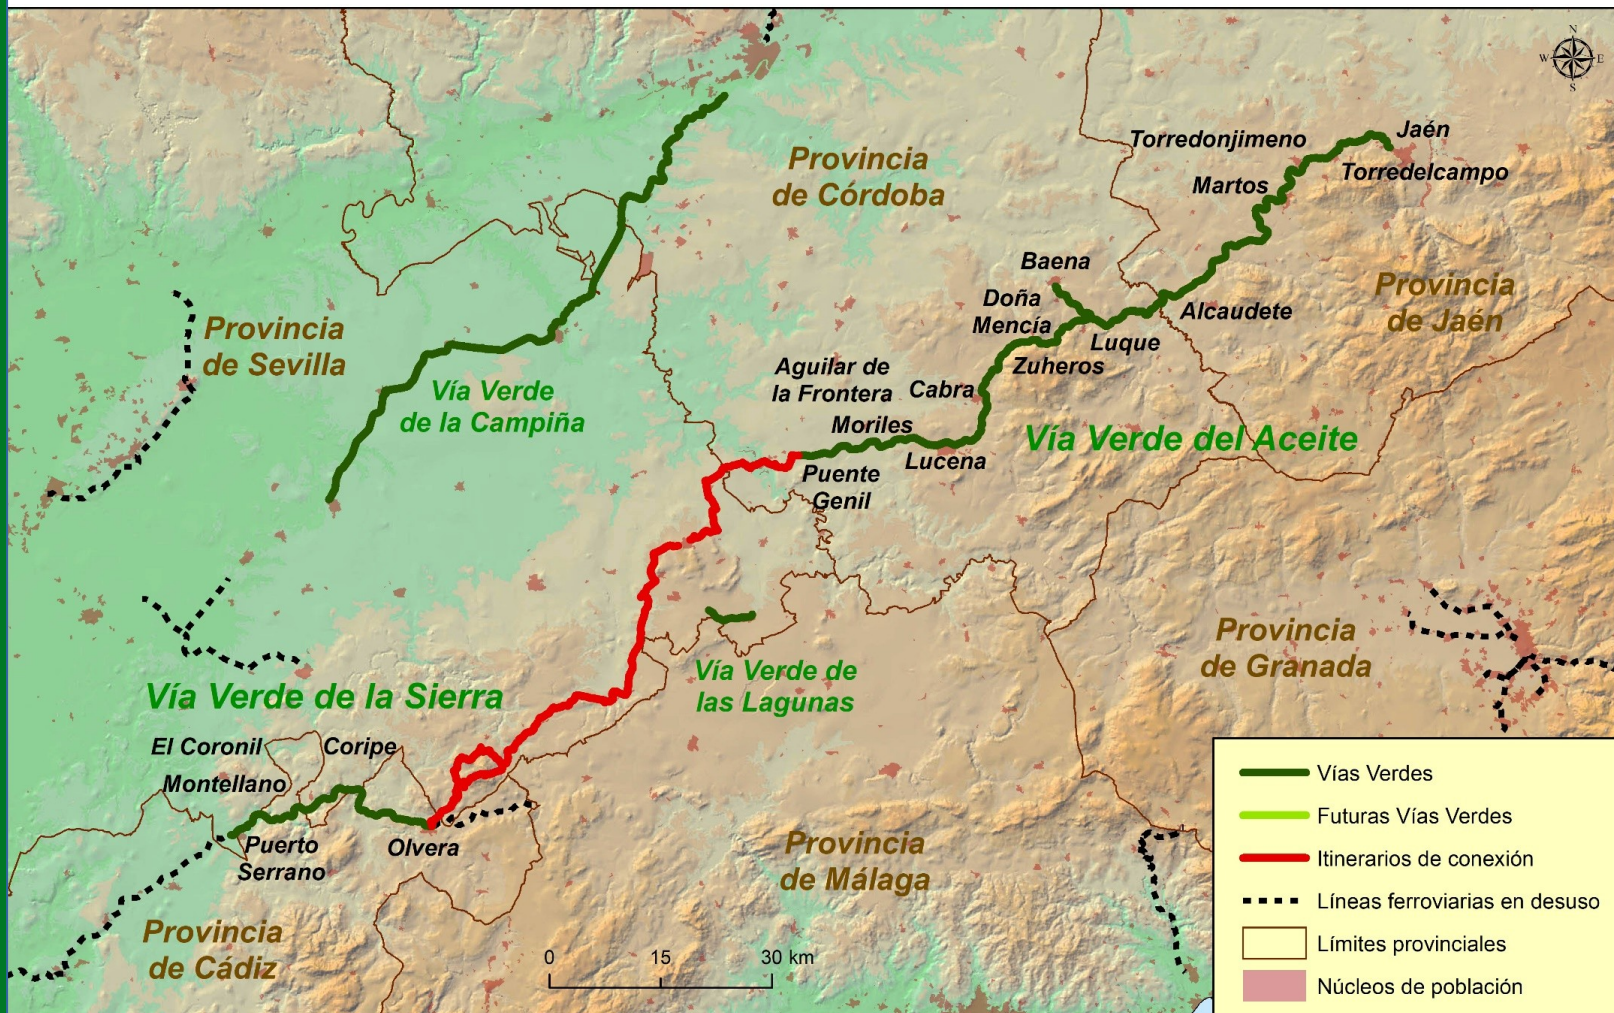 N
W E
S
Jaén
Torredonjimeno
Torredelcampo
Martos
Provincia
de Córdoba
Baena
Doña
Mencía
Provincia
de Jaén
Alcaudete
Luque
Zuheros
Provincia
de Sevilla
Aguilar de
la Frontera
Cabra
Moriles
Vía Verde
de la Campiña
Vía Verde del Aceite
Lucena
Puente
Genil
Provincia
de Granada
Vía Verde de
las Lagunas
Vía Verde de la Sierra
El Coronil
Coripe
Montellano
Puerto
Serrano
Olvera
Provincia
de Málaga
Provincia
de Cádiz
0 15 30 km
Vías Verdes
Futuras Vías Verdes
Itinerarios de conexión
Líneas ferroviarias en desuso
Límites provinciales
Núcleos de población